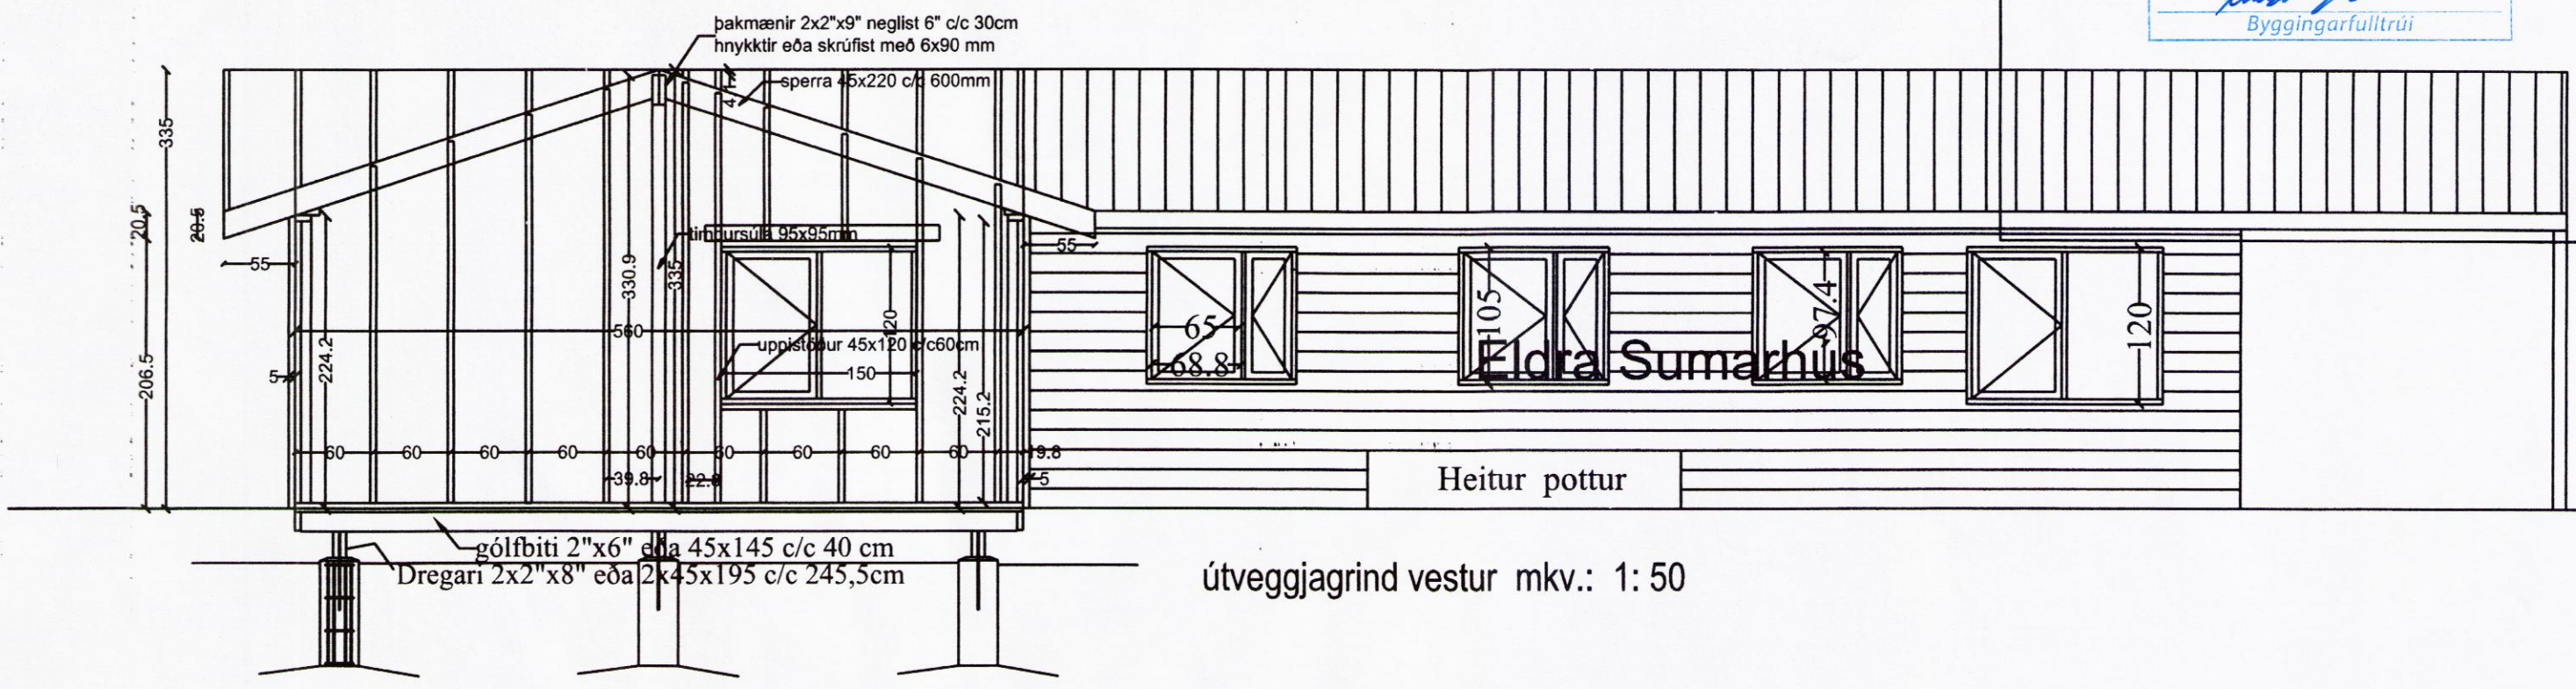 þakmænir 2x2"x9" neglist 6" c/c 30cm
hnykktir eða skrúfist með 6x90 mm
sperra 45x220 c/c 600mm
Byggingarfulltrúi
335
20.5
20.5
55
timbursúla 95x95mm
55
330.9
335
560
120
uppistöður 45x120 c/c60cm
150
206.5
5
224.2
224.2
215.2
65
68.8
105
97.4
120
Eldra Sumarhús
60 60 60 60 60 60 60 60 60 19.8
39.8 22.8 5
Heitur pottur
gólfbiti 2"x6" eða 45x145 c/c 40 cm
Dregari 2x2"x8" eða 2x45x195 c/c 245,5cm
útveggjagrind vestur mkv.: 1: 50